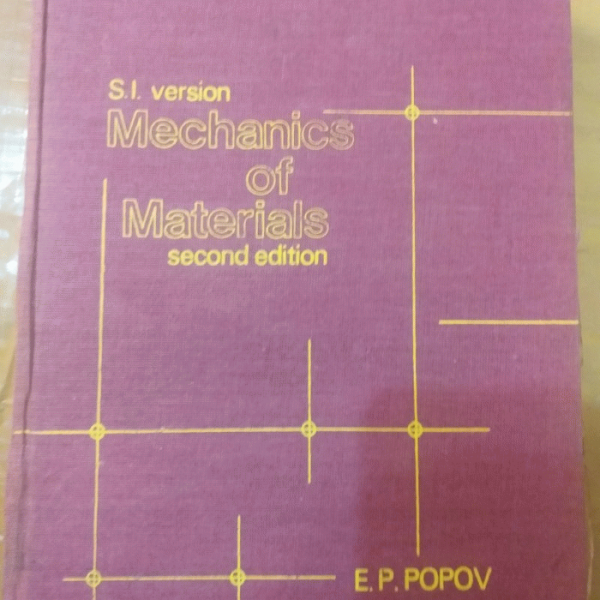 S.I. version
Mechanics
of
Materials
second edition
E.P. POPOV